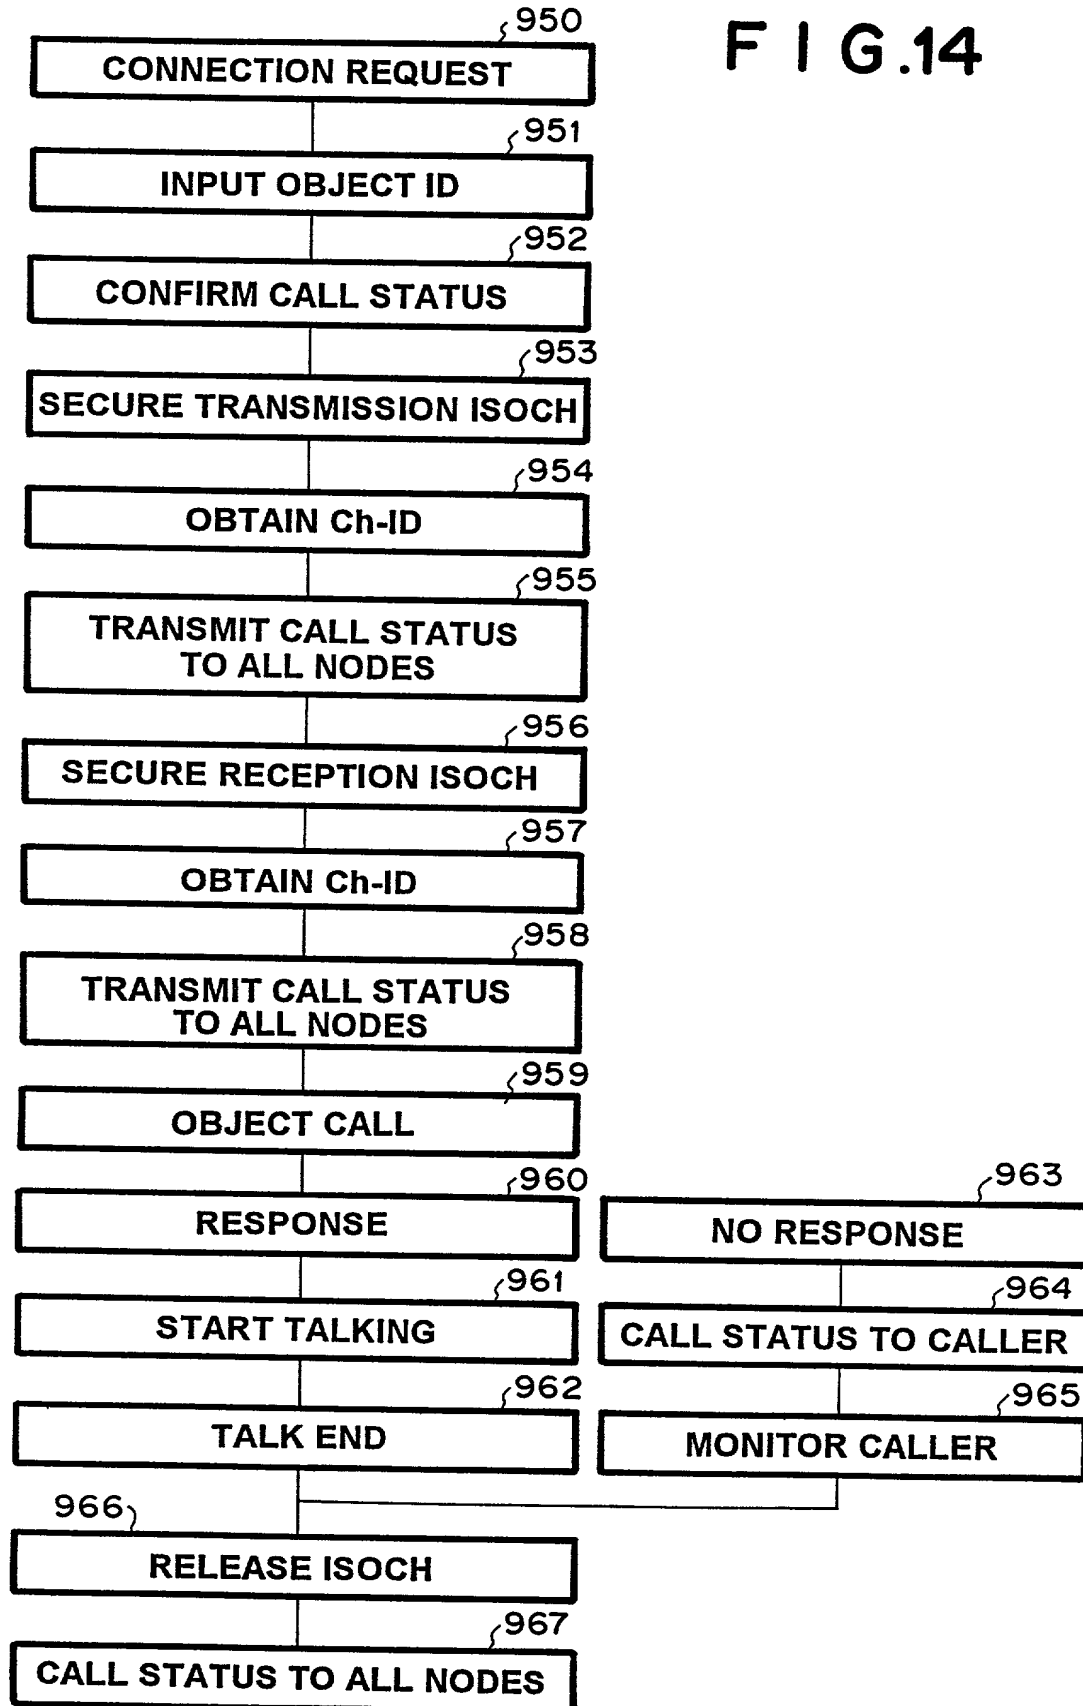 FIG.14
950
CONNECTION REQUEST
951
INPUT OBJECT ID
952
CONFIRM CALL STATUS
953
SECURE TRANSMISSION ISOCH
954
OBTAIN Ch-ID
955
TRANSMIT CALL STATUS
TO ALL NODES
956
SECURE RECEPTION ISOCH
957
OBTAIN Ch-ID
958
TRANSMIT CALL STATUS
TO ALL NODES
959
OBJECT CALL
960
RESPONSE
963
NO RESPONSE
961
START TALKING
964
CALL STATUS TO CALLER
962
TALK END
965
MONITOR CALLER
966
RELEASE ISOCH
967
CALL STATUS TO ALL NODES